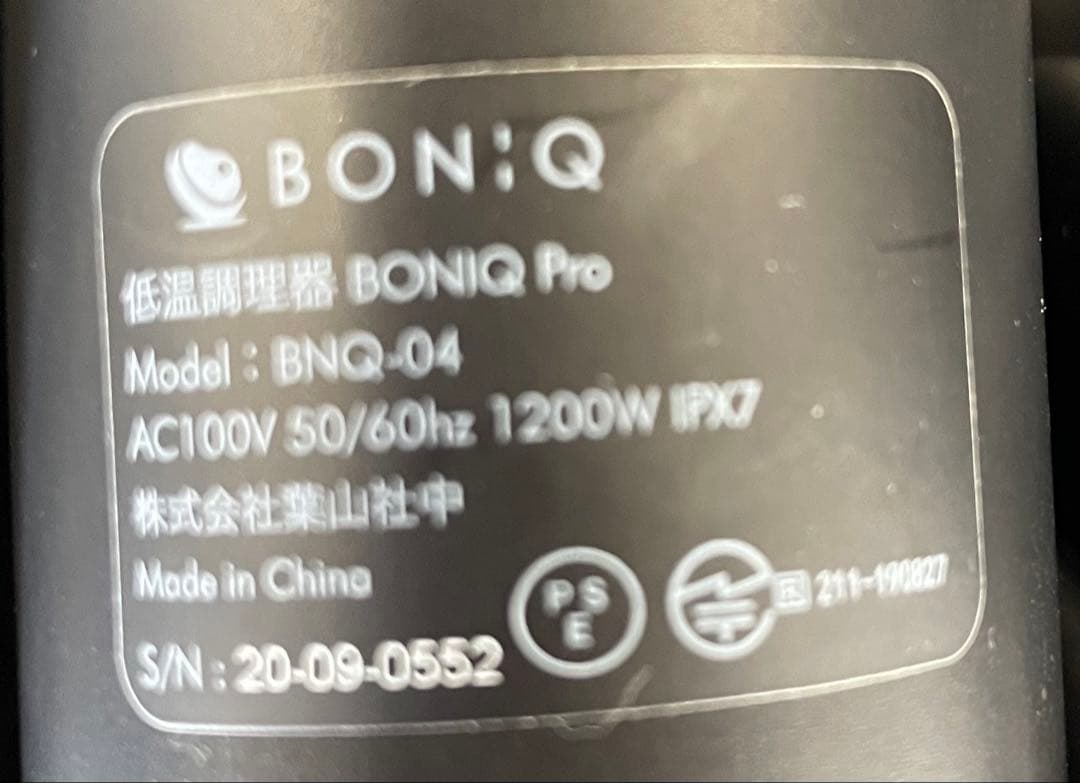 BONIQ
低温調理器 BONIQ Pro
Model : BNQ-04
AC100V 50/60hz 1200W IPX7
株式会社葉山社中
Made in China
PSE
R 211-190827
S/N : 20-09-0552